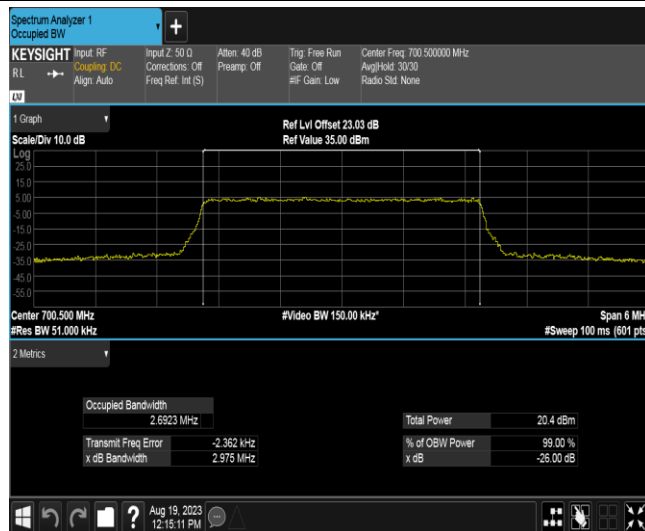 Spectrum Analyzer 1
Occupied BW
+
KEYSIGHT
RL
LXI
Input: RF
Coupling: DC
Align: Auto
Input Z: 50 Ω
Corrections: Off
Freq Ref: Int (S)
Atten: 40 dB
Preamp: Off
Trig: Free Run
Gate: Off
#IF Gain: Low
Center Freq: 700.500000 MHz
Avg|Hold: 30/30
Radio Std: None
1 Graph
Scale/Div 10.0 dB
Ref Lvl Offset 23.03 dB
Ref Value 35.00 dBm
Log
25.0
15.0
5.00
-5.00
-15.0
-25.0
-35.0
-45.0
-55.0
Center 700.500 MHz
#Res BW 51.000 kHz
#Video BW 150.00 kHz*
Span 6 MH
#Sweep 100 ms (601 pts
2 Metrics
Occupied Bandwidth
2.6923 MHz
Transmit Freq Error -2.362 kHz
x dB Bandwidth 2.975 MHz
Total Power 20.4 dBm
% of OBW Power 99.00 %
x dB -26.00 dB
?
Aug 19, 2023
12:15:11 PM